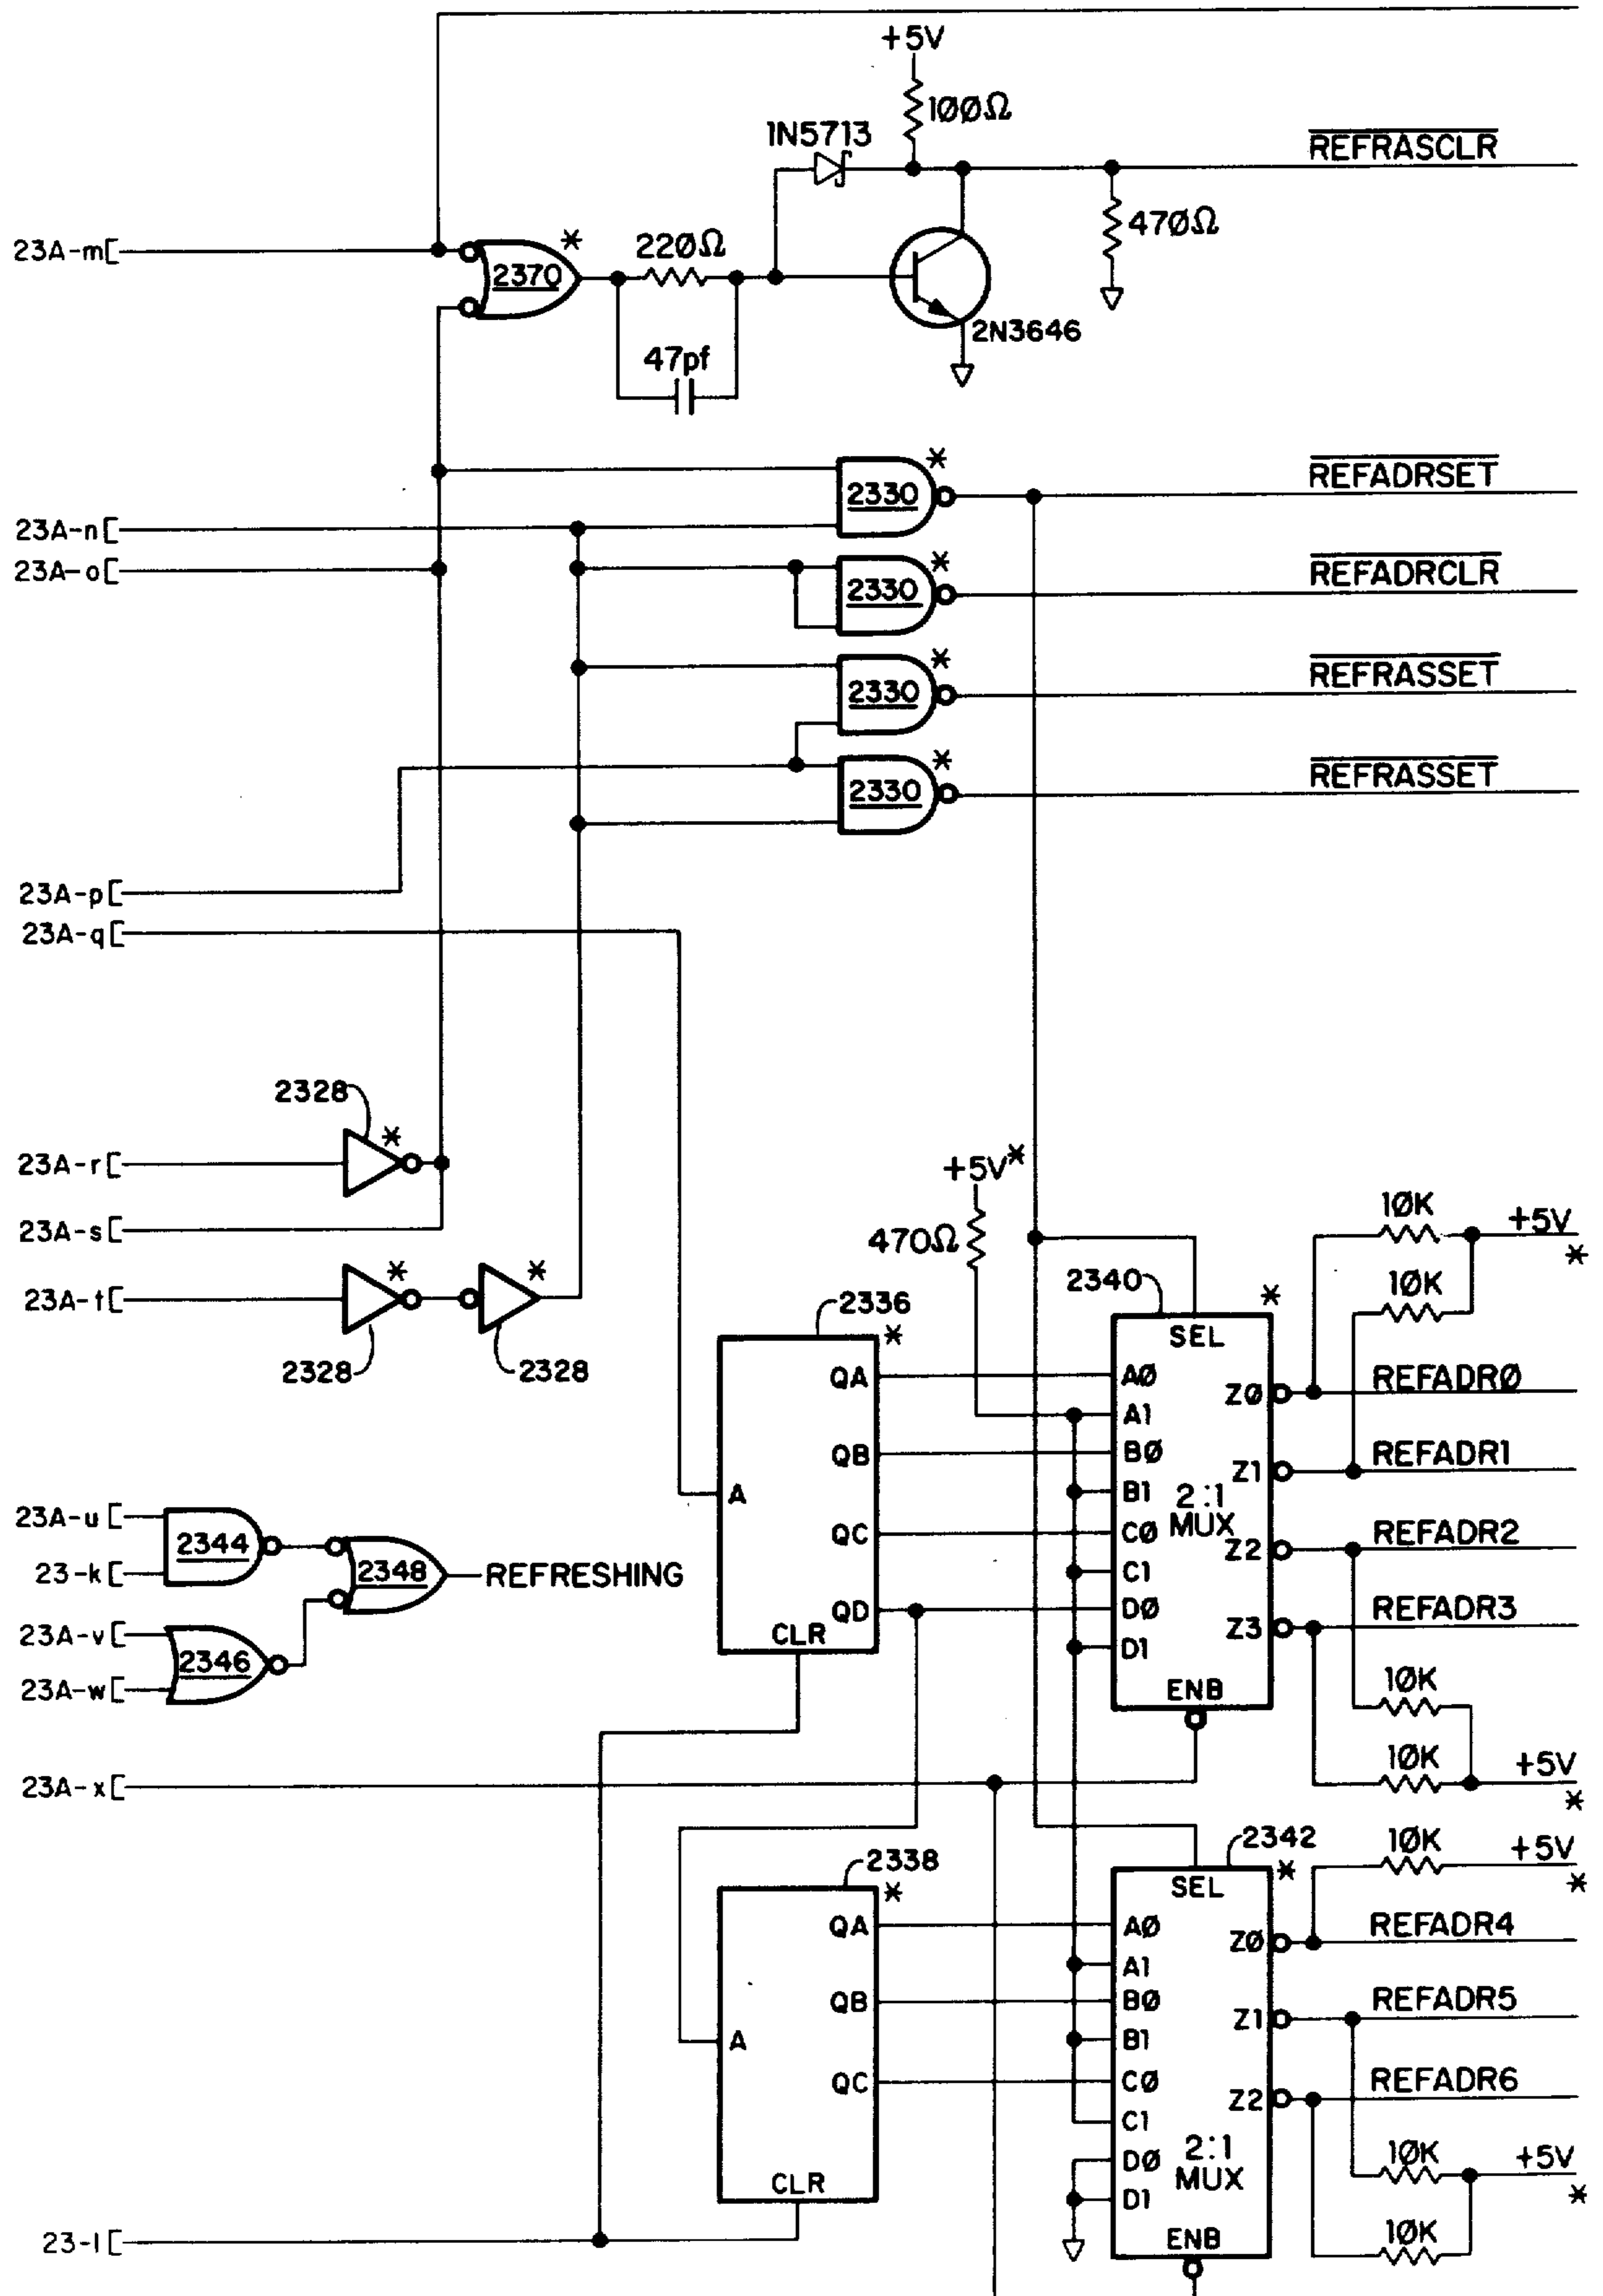 +5V
100Ω
1N5713
REFRASCLR
23A-m
*
2370
220Ω
470Ω
2N3646
47pf
*
2330
REFADRSET
23A-n
23A-o
*
2330
REFADRCLR
*
2330
REFRASSET
*
2330
REFRASSET
23A-p
23A-q
2328
*
23A-r
+5V*
10K
+5V
*
23A-s
470Ω
2340
*
10K
23A-t
*
*
2328
2328
2336
*
SEL
QA
A0
Z0
REFADR0
A1
QB
B0
Z1
REFADR1
A
B1
2:1
MUX
23A-u
2344
23-k
2348
REFRESHING
QC
C0
Z2
REFADR2
C1
QD
D0
Z3
REFADR3
CLR
D1
23A-v
2346
23A-w
ENB
10K
10K
+5V
*
23A-x
2338
*
2342
*
10K
+5V
*
SEL
QA
A0
Z0
REFADR4
A1
QB
B0
Z1
REFADR5
A
B1
QC
C0
Z2
REFADR6
C1
2:1
MUX
D0
10K
+5V
*
CLR
D1
23-l
ENB
10K